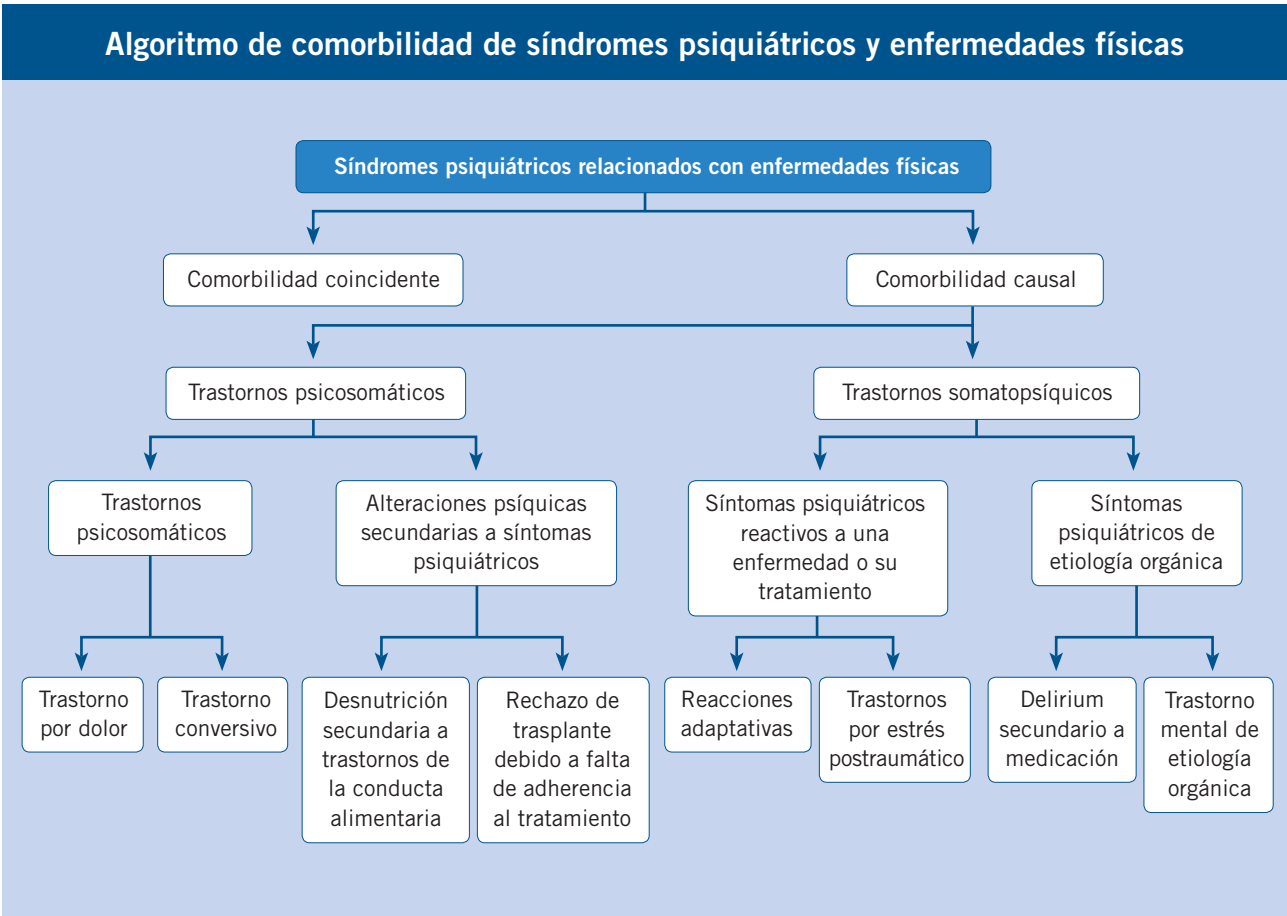 Algoritmo de comorbilidad de síndromes psiquiátricos y enfermedades físicas
Síndromes psiquiátricos relacionados con enfermedades físicas
Comorbilidad coincidente
Comorbilidad causal
Trastornos psicosomáticos
Trastornos somatopsíquicos
Trastornos
psicosomáticos
Alteraciones psíquicas
secundarias a síntomas
psiquiátricos
Síntomas psiquiátricos
reactivos a una
enfermedad o su
tratamiento
Síntomas
psiquiátricos de
etiología orgánica
Trastorno
por dolor
Trastorno
conversivo
Desnutrición
secundaria a
trastornos de
la conducta
alimentaria
Rechazo de
trasplante
debido a falta
de adherencia
al tratamiento
Reacciones
adaptativas
Trastornos
por estrés
postraumático
Delirium
secundario a
medicación
Trastorno
mental de
etiología
orgánica